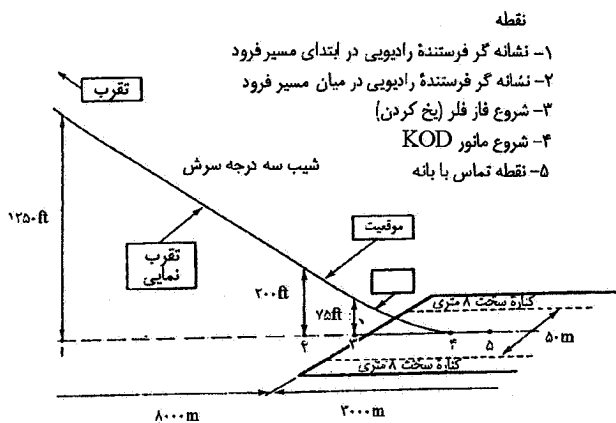 نقطه
۱- نشانه گر فرستندهٔ رادیویی در ابتدای مسیر فرود
۲- نشانه گر فرستندهٔ رادیویی در میان مسیر فرود
۳- شروع فاز فلر (یخ کردن)
۴- شروع مانور KOD
۵- نقطه تماس با بانه
تقرب
شیب سه درجه سرش
۱۲۵۰ft
موقعیت
تقرب
نمایی
۲۰۰ft
۷۵ft
کنارهٔ سخت ۸ متری
۱
۲
۳
۴
۵
۵۰m
کنارهٔ سخت ۸ متری
۸۰۰۰m
۳۰۰۰m